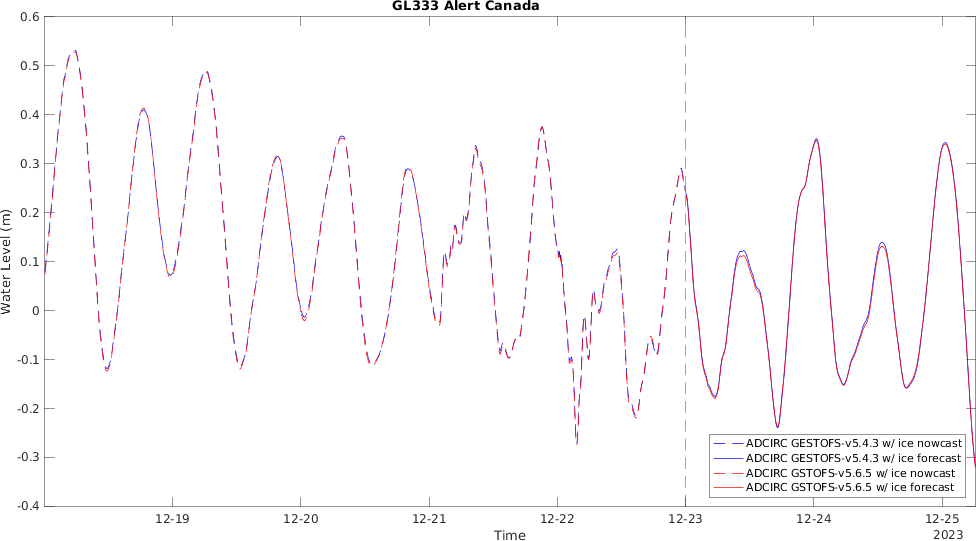 GL333 Alert Canada
0.6
0.5
0.4
0.3
0.2
0.1
0
-0.1
-0.2
-0.3
-0.4
Water Level (m)
ADCIRC GESTOFS-v5.4.3 w/ ice nowcast
ADCIRC GESTOFS-v5.4.3 w/ ice forecast
ADCIRC GSTOFS-v5.6.5 w/ ice nowcast
ADCIRC GSTOFS-v5.6.5 w/ ice forecast
12-19 12-20 12-21 12-22 12-23 12-24 12-25
Time
2023